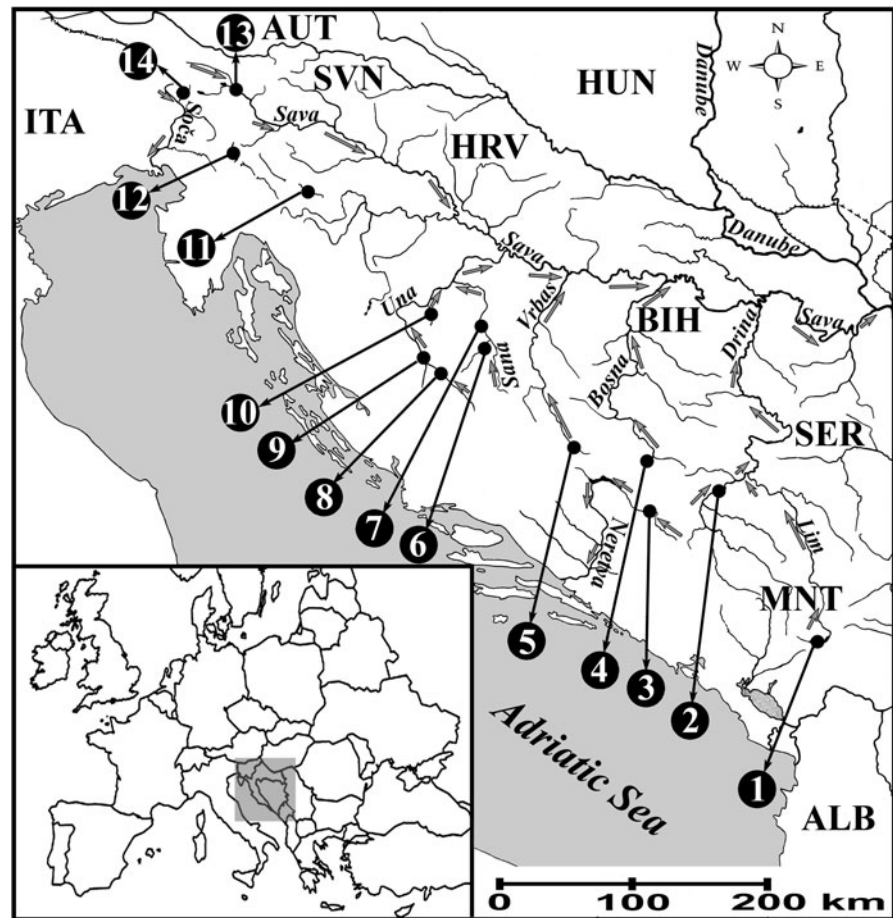 13
AUT
14
SVN
HUN
Danube
N
W
E
S
ITA
Soča
Sava
HRV
12
11
Danube
Sava
Una
Vrbas
BIH
Drina
Sava
Sana
Bosna
10
9
8
7
6
SER
Neretva
Lim
MNT
5
4
3
2
1
Adriatic Sea
ALB
0 100 200 km